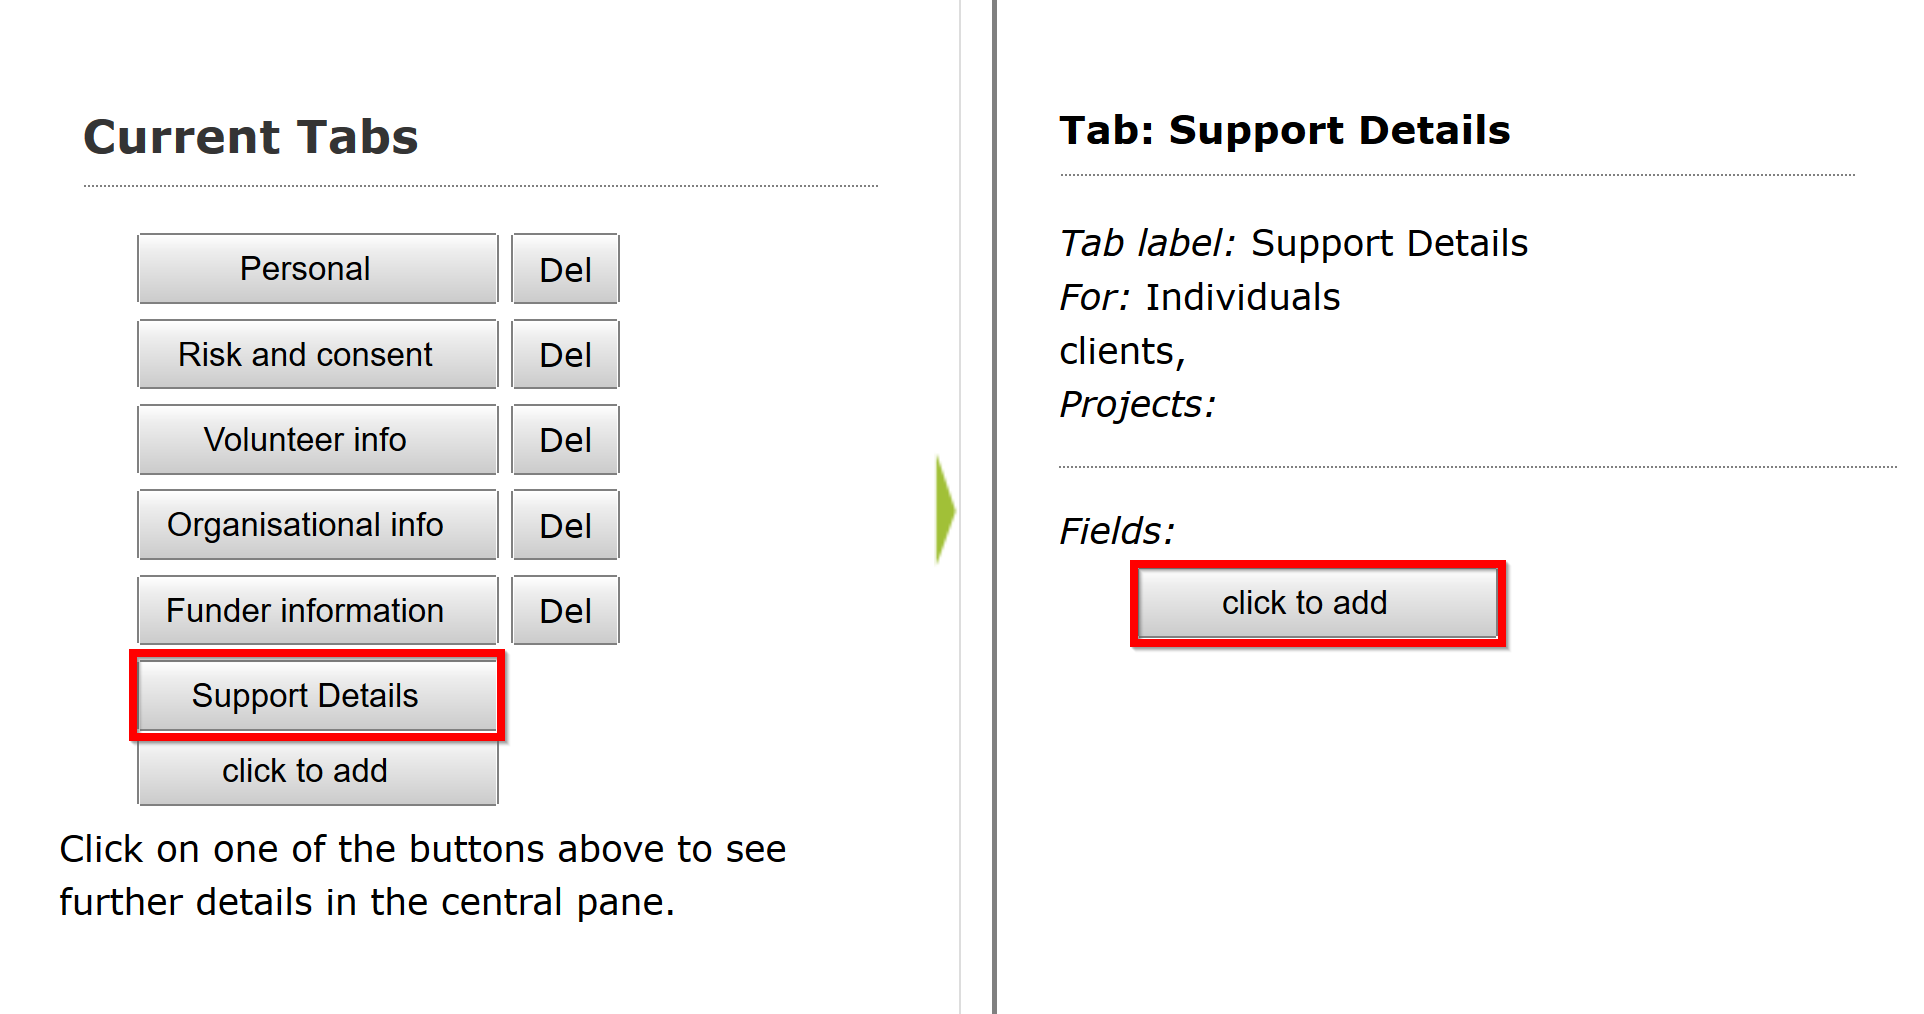 Current Tabs
Personal Del
Risk and consent Del
Volunteer info Del
Organisational info Del
Funder information Del
Support Details
click to add
Click on one of the buttons above to see
further details in the central pane.
Tab: Support Details
Tab label: Support Details
For: Individuals
clients,
Projects:
Fields:
click to add